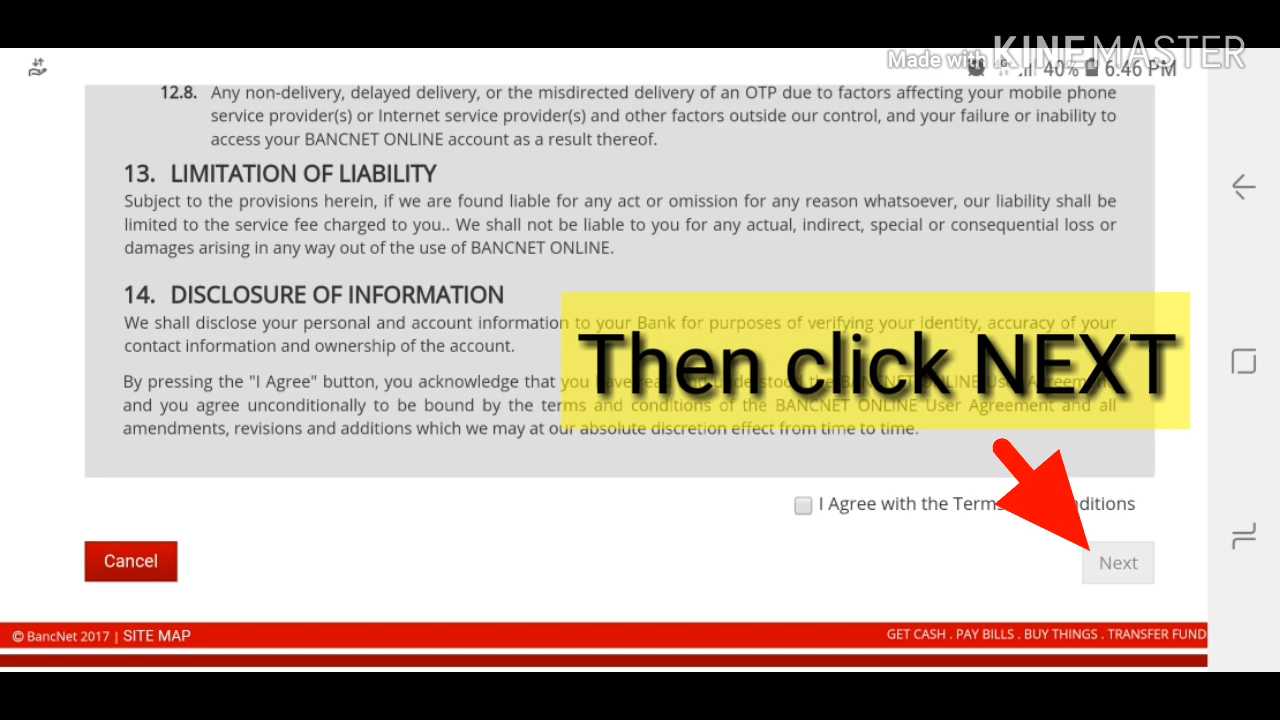 Made with KINEMASTER
40% 6:46 PM
12.8. Any non-delivery, delayed delivery, or the misdirected delivery of an OTP due to factors affecting your mobile phone
service provider(s) or Internet service provider(s) and other factors outside our control, and your failure or inability to
access your BANCNET ONLINE account as a result thereof.
13. LIMITATION OF LIABILITY
Subject to the provisions herein, if we are found liable for any act or omission for any reason whatsoever, our liability shall be
limited to the service fee charged to you.. We shall not be liable to you for any actual, indirect, special or consequential loss or
damages arising in any way out of the use of BANCNET ONLINE.
14. DISCLOSURE OF INFORMATION
We shall disclose your personal and account information to your Bank for purposes of verifying your identity, accuracy of your
contact information and ownership of the account.
Then click NEXT
By pressing the "I Agree" button, you acknowledge that you have read and understood the BANCNET ONLINE User Agreement
and you agree unconditionally to be bound by the terms and conditions of the BANCNET ONLINE User Agreement and all
amendments, revisions and additions which we may at our absolute discretion effect from time to time.
I Agree with the Terms ditions
Cancel
Next
© BancNet 2017 | SITE MAP
GET CASH . PAY BILLS . BUY THINGS . TRANSFER FUND